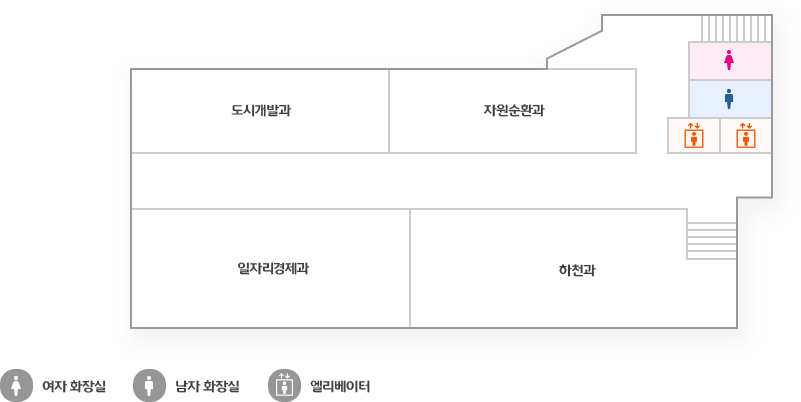 도시개발과
자원순환과
일자리경제과
하천과
여자 화장실
남자 화장실
엘리베이터